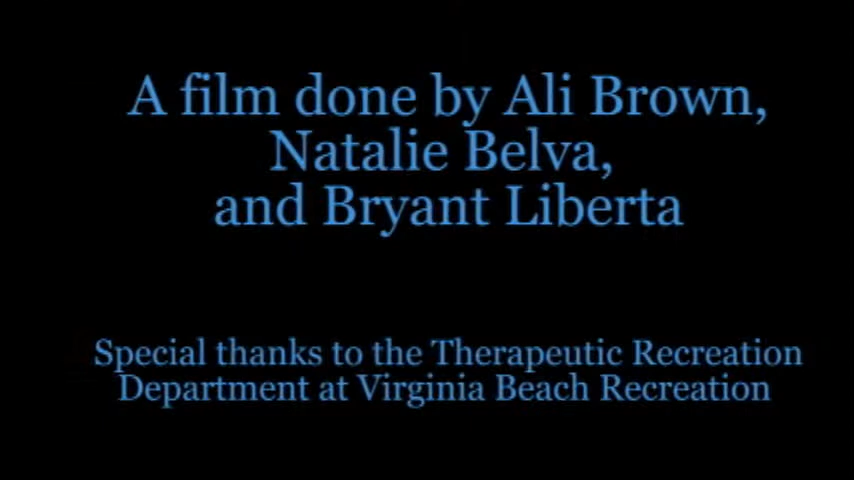 A film done by Ali Brown,
Natalie Belva,
and Bryant Liberta
Special thanks to the Therapeutic Recreation
Department at Virginia Beach Recreation